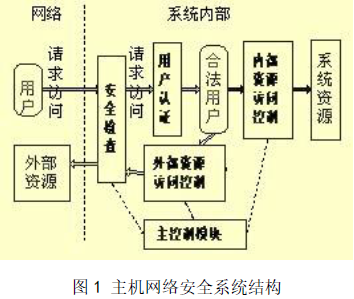 网络
系统内部
用户
请求访问
安全检查
请求访问
用户认证
合法用户
内部资源访问控制
系统资源
外部
资源
外部资源
访问控制
主控制模块
图 1 主机网络安全系统结构